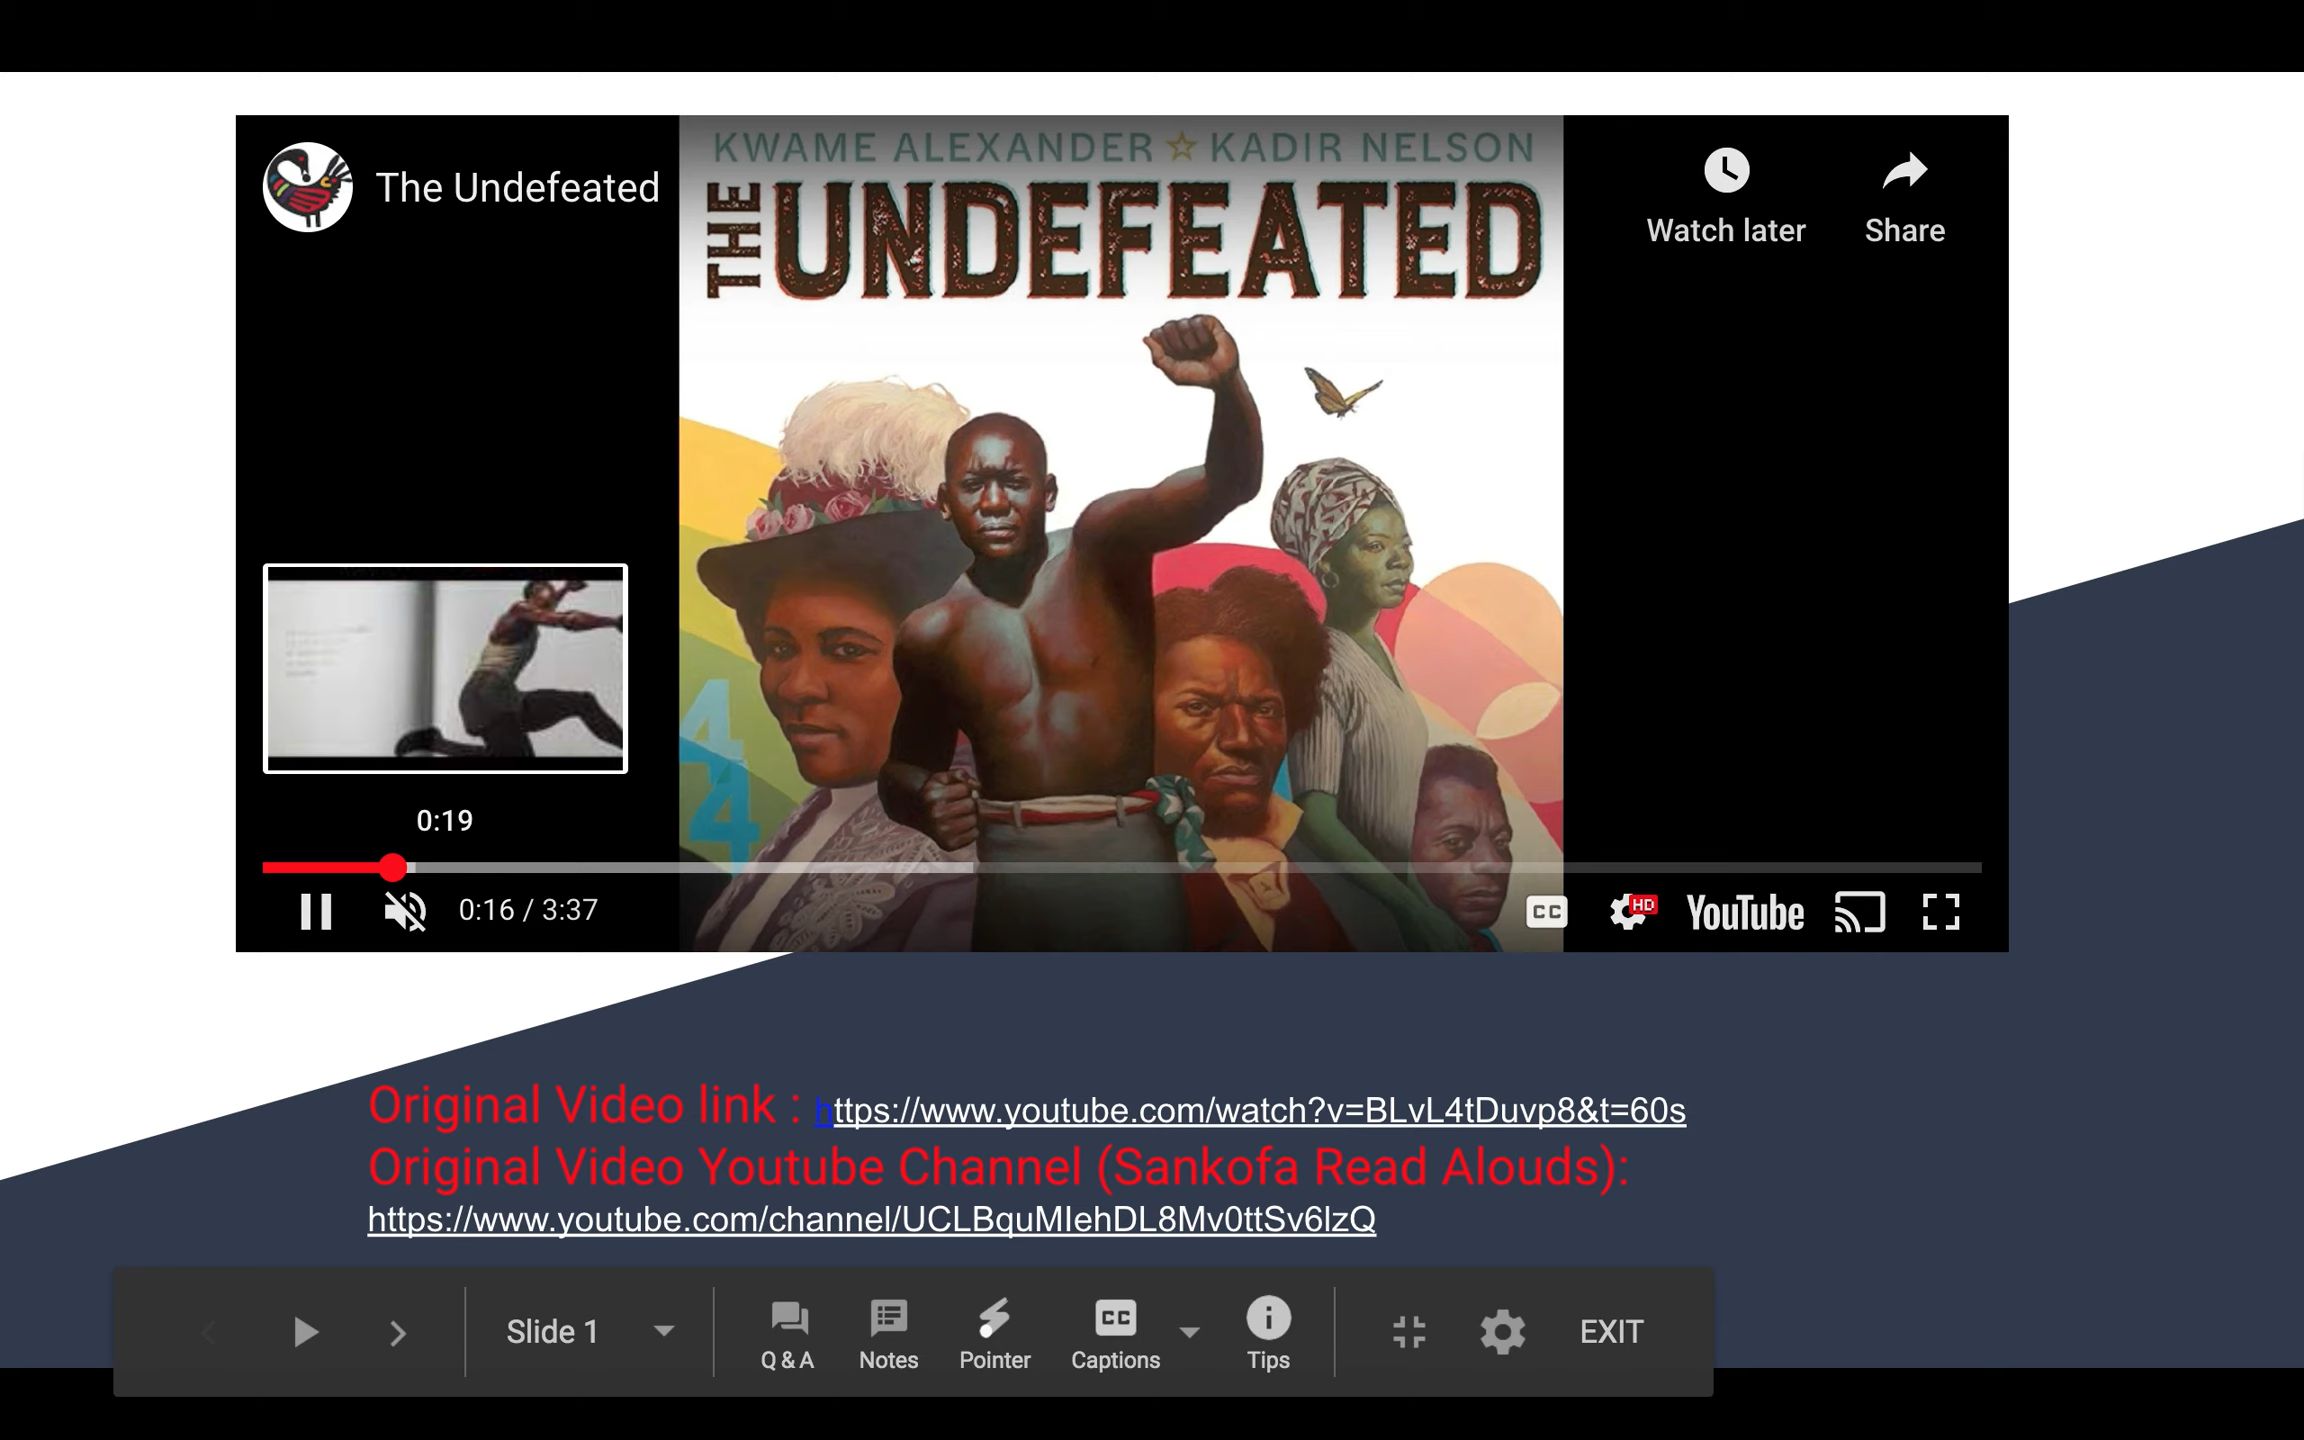 KWAME ALEXANDER ☆ KADIR NELSON
The Undefeated
THE UNDEFEATED
Watch later
Share
44
0:19
0:16 / 3:37
CC
HD
YouTube
Original Video link : https://www.youtube.com/watch?v=BLvL4tDuvp8&t=60s
Original Video Youtube Channel (Sankofa Read Alouds):
https://www.youtube.com/channel/UCLBquMIehDL8Mv0ttSv6lzQ
Slide 1
CC
Q & A
Notes
Pointer
Captions
Tips
EXIT